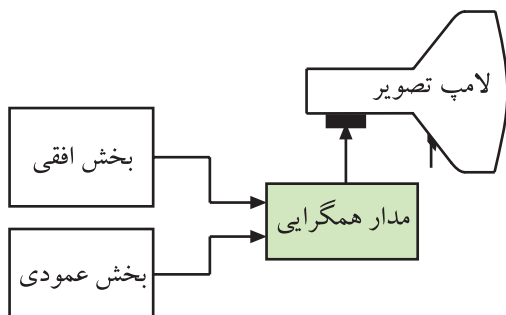 لامپ تصویر
بخش افقی
مدار همگرایی
بخش عمودی